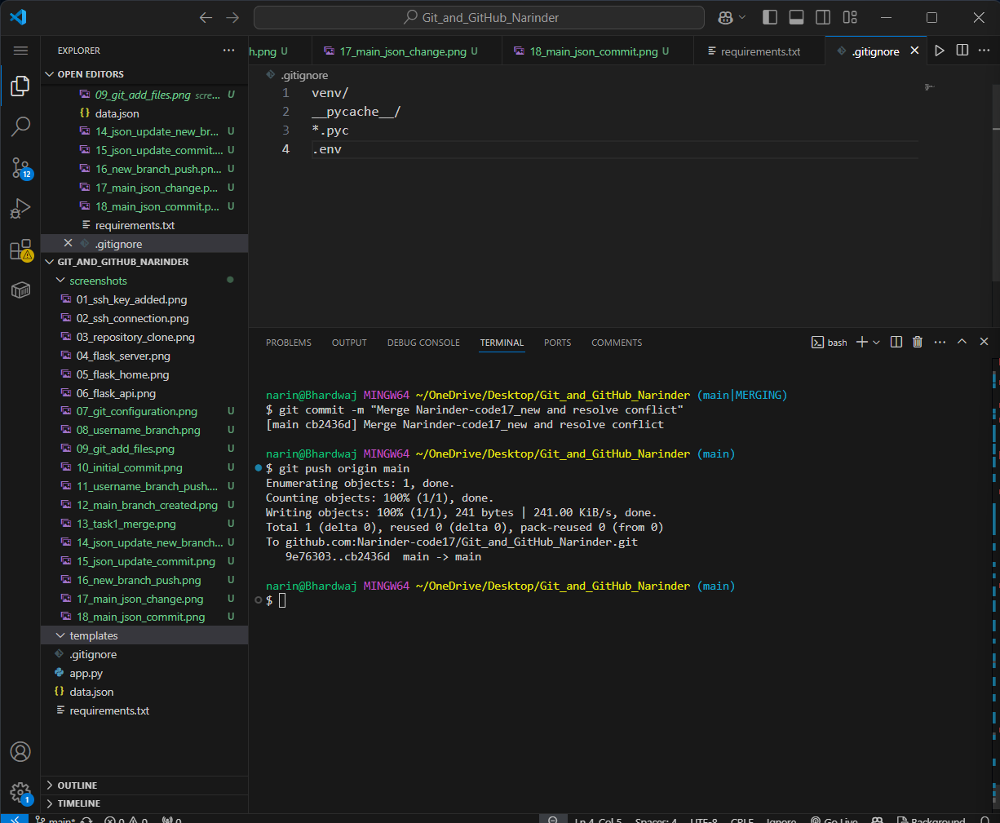 Git_and_GitHub_Narinder
EXPLORER
OPEN EDITORS
09_git_add_files.png scre... U
data.json
14_json_update_new_br... U
15_json_update_commit.... U
16_new_branch_push.pn... U
17_main_json_change.p... U
18_main_json_commit.p... U
requirements.txt
.gitignore
GIT_AND_GITHUB_NARINDER
screenshots
01_ssh_key_added.png
02_ssh_connection.png
03_repository_clone.png
04_flask_server.png
05_flask_home.png
06_flask_api.png
07_git_configuration.png U
08_username_branch.png U
09_git_add_files.png U
10_initial_commit.png U
11_username_branch_push.... U
12_main_branch_created.png U
13_task1_merge.png U
14_json_update_new_branch... U
15_json_update_commit.png U
16_new_branch_push.png U
17_main_json_change.png U
18_main_json_commit.png U
templates
.gitignore
app.py
data.json
requirements.txt
OUTLINE
TIMELINE
12
1
h.png U
17_main_json_change.png U
18_main_json_commit.png U
requirements.txt
.gitignore
.gitignore
1 venv/
2 __pycache__/
3 *.pyc
4 .env
PROBLEMS OUTPUT DEBUG CONSOLE TERMINAL PORTS COMMENTS
bash
narin@Bhardwaj MINGW64 ~/OneDrive/Desktop/Git_and_GitHub_Narinder (main|MERGING)
$ git commit -m "Merge Narinder-code17_new and resolve conflict"
[main cb2436d] Merge Narinder-code17_new and resolve conflict
narin@Bhardwaj MINGW64 ~/OneDrive/Desktop/Git_and_GitHub_Narinder (main)
$ git push origin main
Enumerating objects: 1, done.
Counting objects: 100% (1/1), done.
Writing objects: 100% (1/1), 241 bytes | 241.00 KiB/s, done.
Total 1 (delta 0), reused 0 (delta 0), pack-reused 0 (from 0)
To github.com:Narinder-code17/Git_and_GitHub_Narinder.git
9e76303..cb2436d main -> main
narin@Bhardwaj MINGW64 ~/OneDrive/Desktop/Git_and_GitHub_Narinder (main)
$
main* 0 0 0 Ln 4, Col 5 Spaces: 4 UTF-8 CRLF Ignore Go Live Background